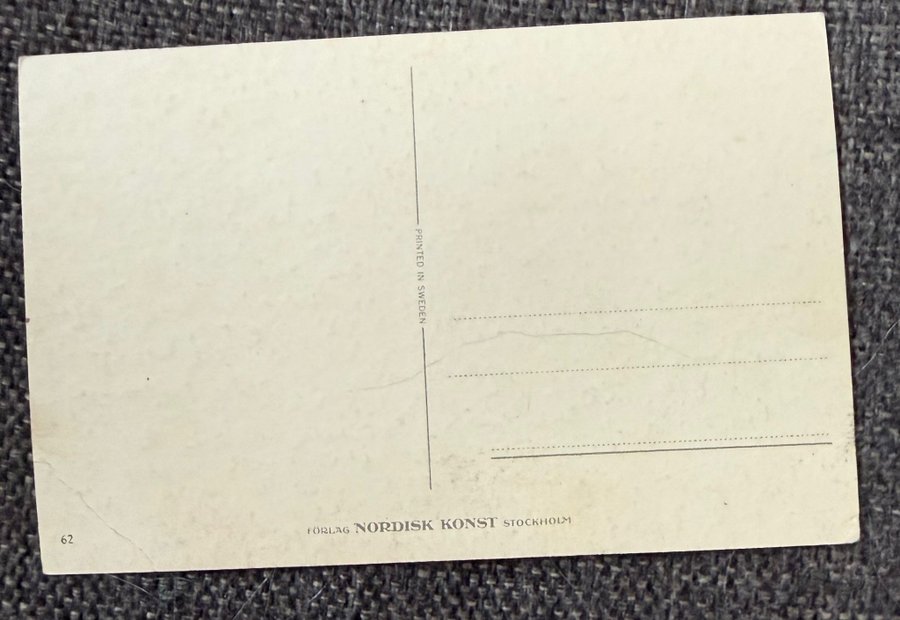 PRINTED IN SWEDEN
62
FÖRLAG NORDISK KONST STOCKHOLM